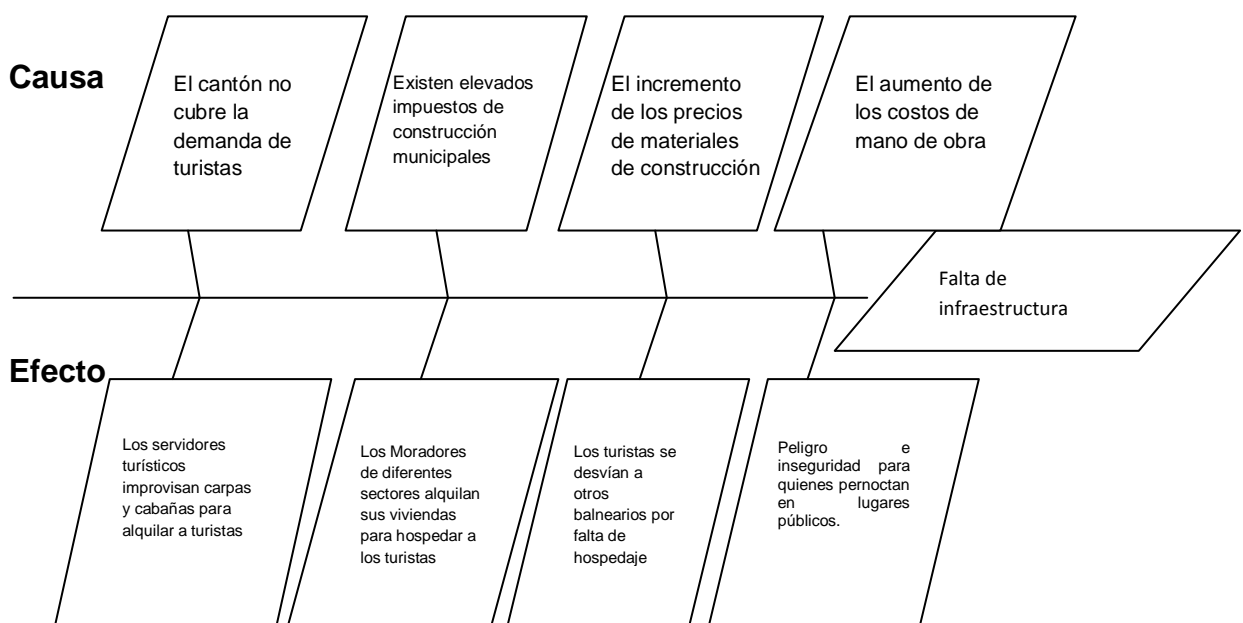 Causa
El cantón no
cubre la
demanda de
turistas
Existen elevados
impuestos de
construcción
municipales
El incremento
de los precios
de materiales
de construcción
El aumento de
los costos de
mano de obra
Falta de
infraestructura
Efecto
Los servidores
turísticos
improvisan carpas
y cabañas para
alquilar a turistas
Los Moradores
de diferentes
sectores alquilan
sus viviendas
para hospedar a
los turistas
Los turistas se
desvían a
otros
balnearios por
falta de
hospedaje
Peligro e
inseguridad para
quienes pernoctan
en lugares
públicos.